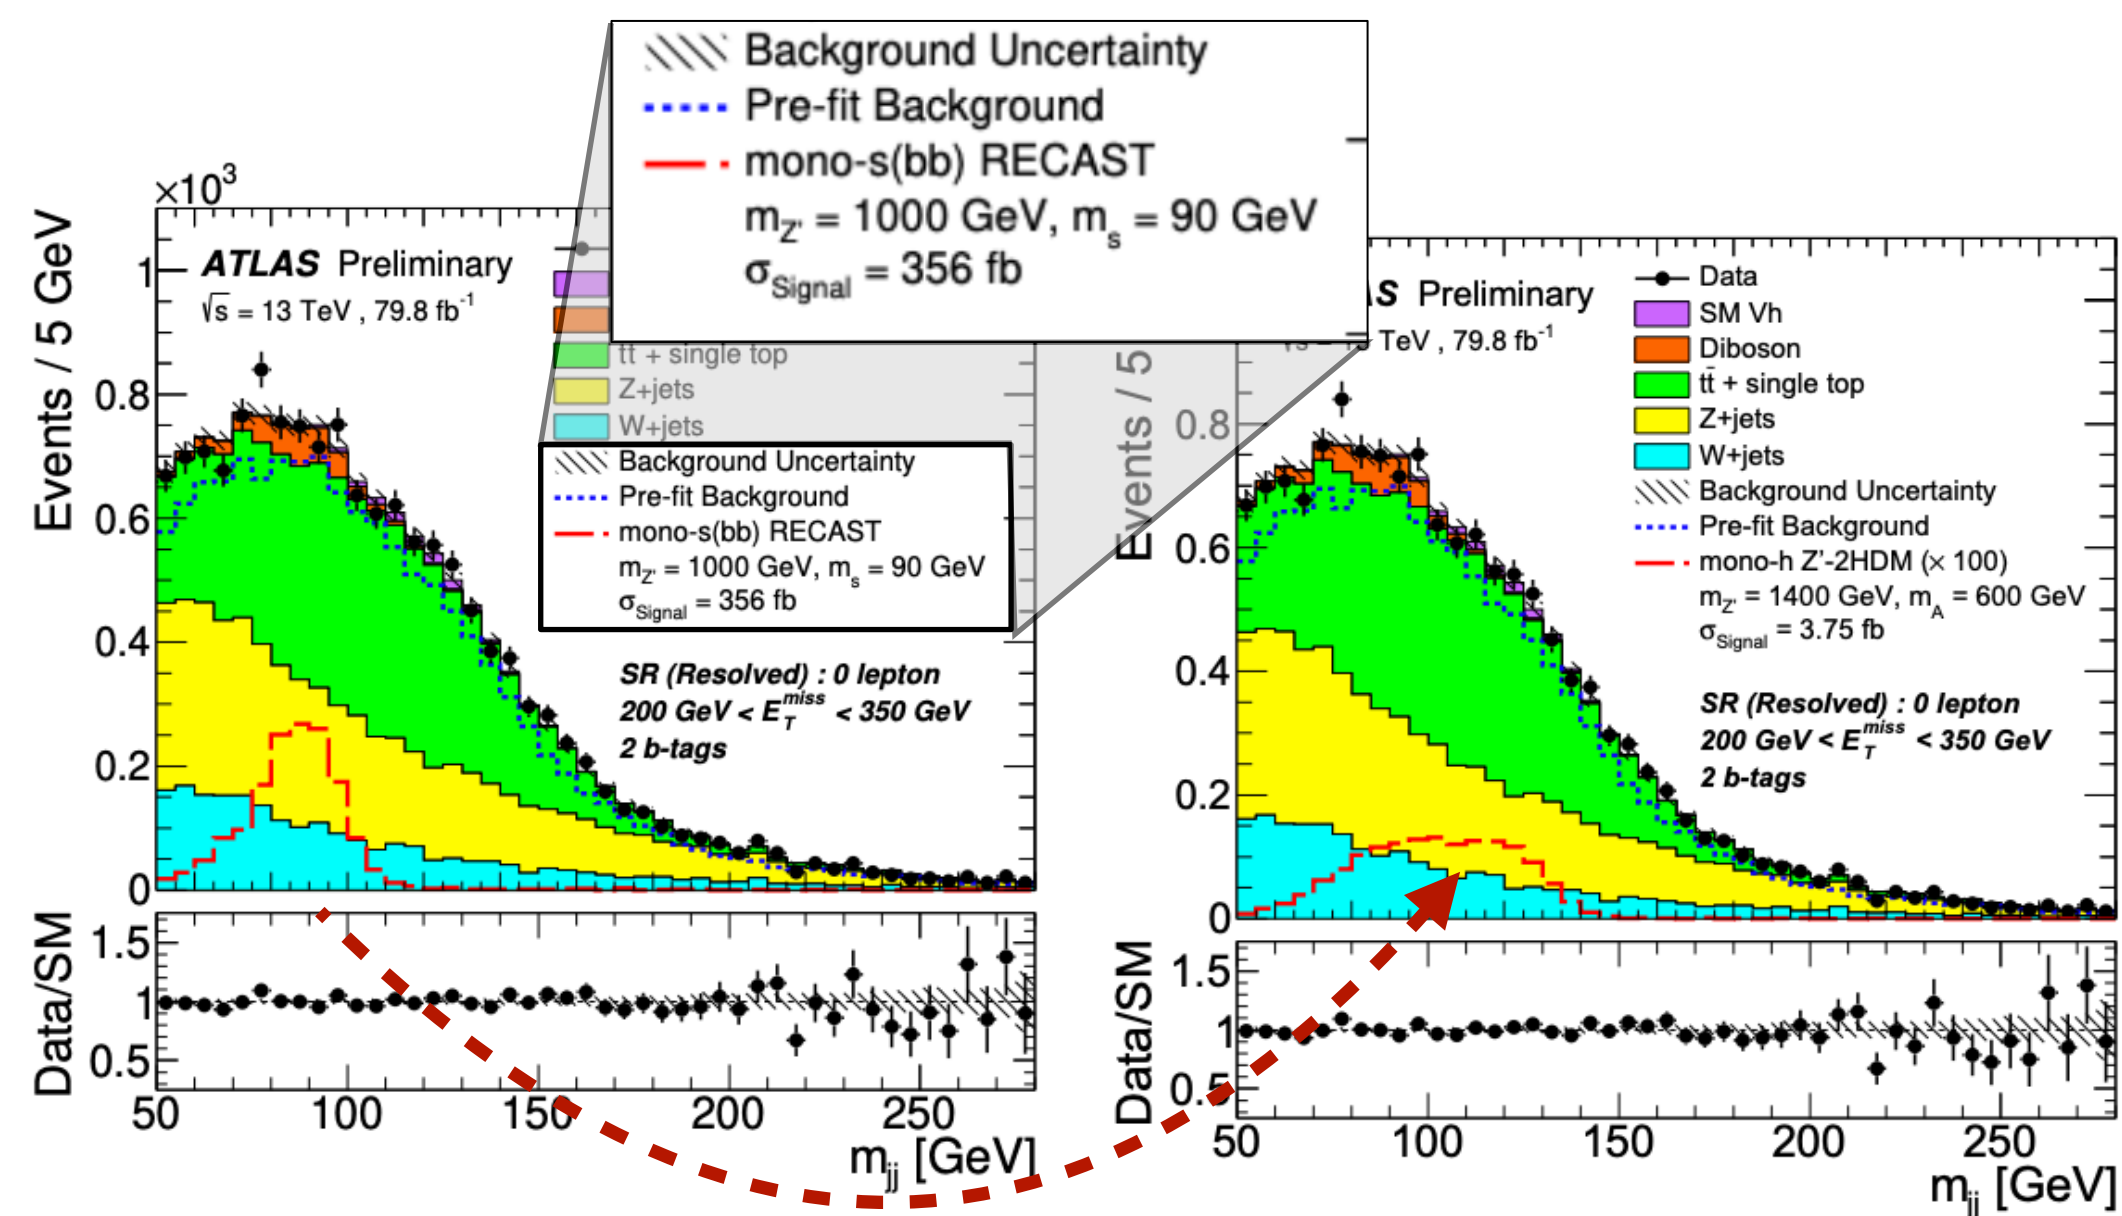 Background Uncertainty
Pre-fit Background
mono-s(bb) RECAST
m_Z' = 1000 GeV, m_s = 90 GeV
σ_Signal = 356 fb
×10³
Events / 5 GeV
ATLAS Preliminary
√s = 13 TeV , 79.8 fb⁻¹
tt + single top
Z+jets
W+jets
Background Uncertainty
Pre-fit Background
mono-s(bb) RECAST
m_Z' = 1000 GeV, m_s = 90 GeV
σ_Signal = 356 fb
SR (Resolved) : 0 lepton
200 GeV < E_T^miss < 350 GeV
2 b-tags
1
0.8
0.6
0.4
0.2
0
Data/SM
1.5
1
0.5
50 100 150 200 250
m_jj [GeV]
Events / 5
S Preliminary
TeV , 79.8 fb⁻¹
Data
SM Vh
Diboson
tt̄ + single top
Z+jets
W+jets
Background Uncertainty
Pre-fit Background
mono-h Z'-2HDM (× 100)
m_Z' = 1400 GeV, m_A = 600 GeV
σ_Signal = 3.75 fb
SR (Resolved) : 0 lepton
200 GeV < E_T^miss < 350 GeV
2 b-tags
0.8
0.6
0.4
0.2
0
Data/SM
1.5
1
0.5
50 100 150 200 250
m_jj [GeV]